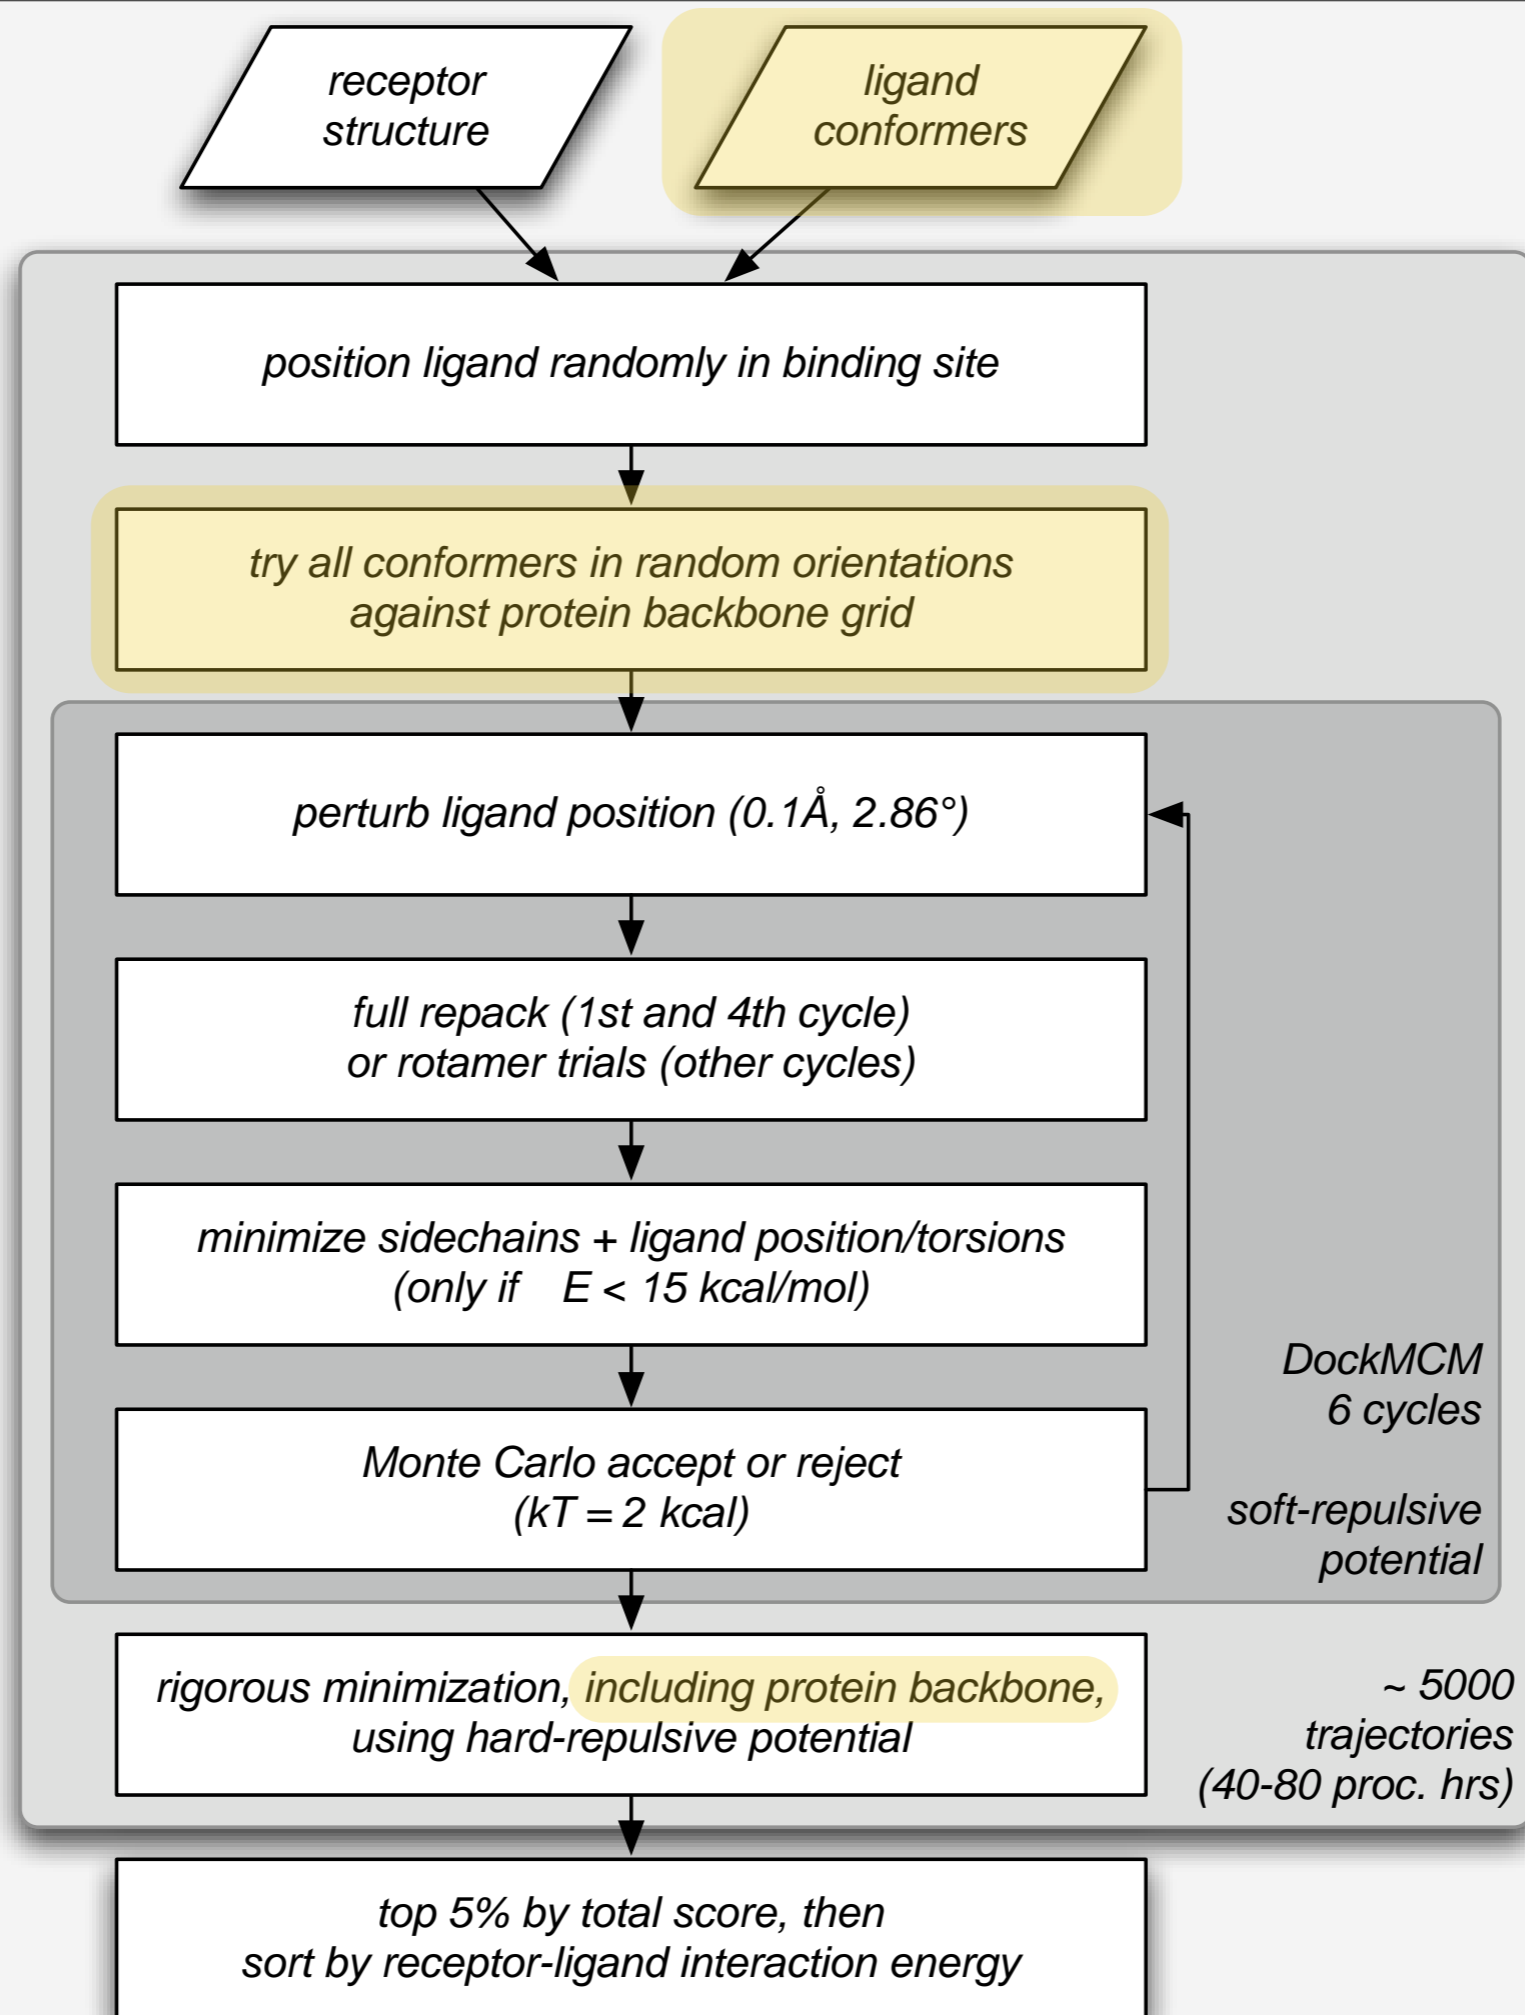 receptor
structure
ligand
conformers
position ligand randomly in binding site
try all conformers in random orientations
against protein backbone grid
perturb ligand position (0.1Å, 2.86°)
full repack (1st and 4th cycle)
or rotamer trials (other cycles)
minimize sidechains + ligand position/torsions
(only if E < 15 kcal/mol)
Monte Carlo accept or reject
(kT = 2 kcal)
DockMCM
6 cycles
soft-repulsive
potential
rigorous minimization, including protein backbone,
using hard-repulsive potential
~ 5000
trajectories
(40-80 proc. hrs)
top 5% by total score, then
sort by receptor-ligand interaction energy